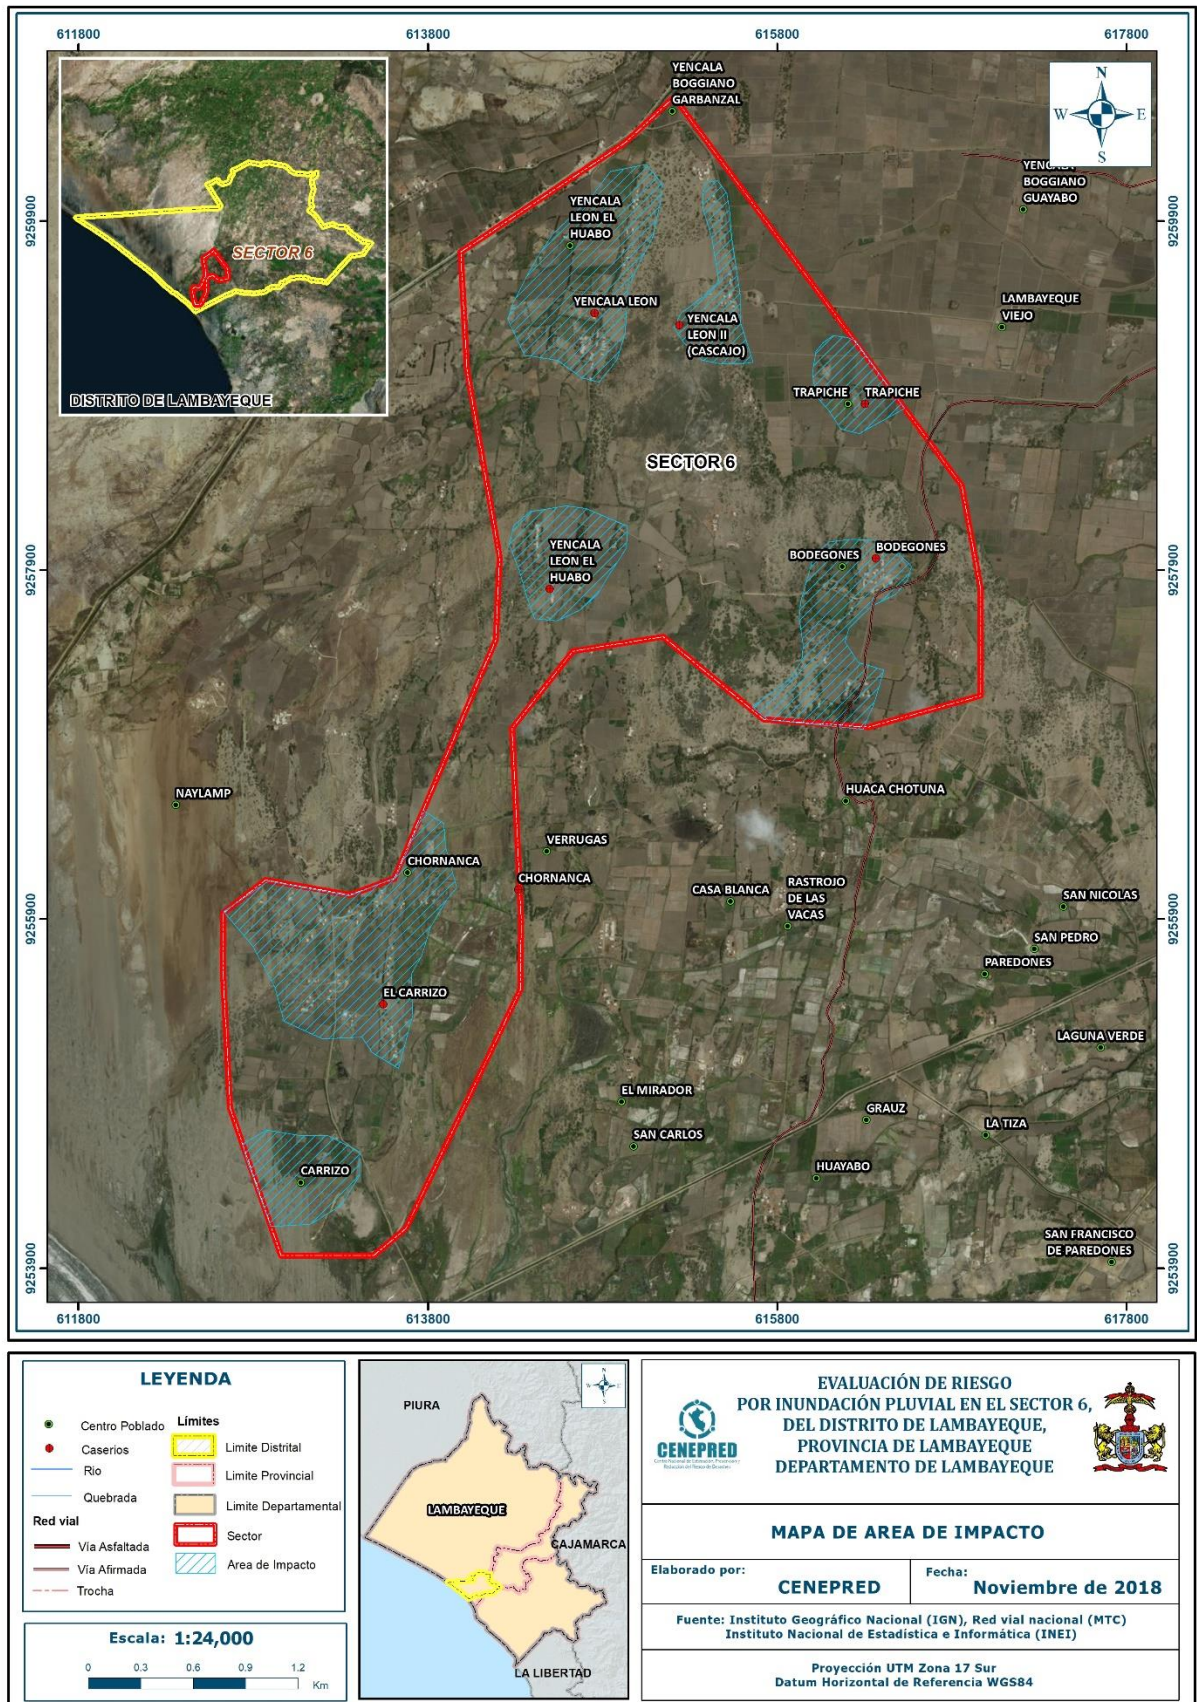 611800
613800
615800
617800
YENCALA
BOGGIANO
GARBANZAL
N
W
E
S
YENCALA
BOGGIANO
GUAYABO
9259900
9259900
YENCALA
LEON EL
HUABO
SECTOR 6
YENCALA LEON
YENCALA
LEON II
(CASCAJO)
LAMBAYEQUE
VIEJO
DISTRITO DE LAMBAYEQUE
TRAPICHE
TRAPICHE
SECTOR 6
YENCALA
LEON EL
HUABO
BODEGONES
BODEGONES
9257900
9257900
NAYLAMP
HUACA CHOTUNA
VERRUGAS
CHORNANCA
CHORNANCA
CASA BLANCA
RASTROJO
DE LAS
VACAS
SAN NICOLAS
9255900
9255900
SAN PEDRO
PAREDONES
EL CARRIZO
LAGUNA VERDE
EL MIRADOR
GRAUZ
SAN CARLOS
LA TIZA
CARRIZO
HUAYABO
SAN FRANCISCO
DE PAREDONES
9253900
9253900
611800
613800
615800
617800
LEYENDA
Centro Poblado
Caserios
Rio
Quebrada
Red vial
Vía Asfaltada
Vía Afirmada
Trocha
Límites
Limite Distrital
Limite Provincial
Limite Departamental
Sector
Area de Impacto
Escala: 1:24,000
0 0.3 0.6 0.9 1.2
Km
PIURA
LAMBAYEQUE
CAJAMARCA
LA LIBERTAD
CENEPRED
EVALUACIÓN DE RIESGO
POR INUNDACIÓN PLUVIAL EN EL SECTOR 6,
DEL DISTRITO DE LAMBAYEQUE,
PROVINCIA DE LAMBAYEQUE
DEPARTAMENTO DE LAMBAYEQUE
MAPA DE AREA DE IMPACTO
Elaborado por:
CENEPRED
Fecha:
Noviembre de 2018
Fuente: Instituto Geográfico Nacional (IGN), Red vial nacional (MTC)
Instituto Nacional de Estadística e Informática (INEI)
Proyección UTM Zona 17 Sur
Datum Horizontal de Referencia WGS84